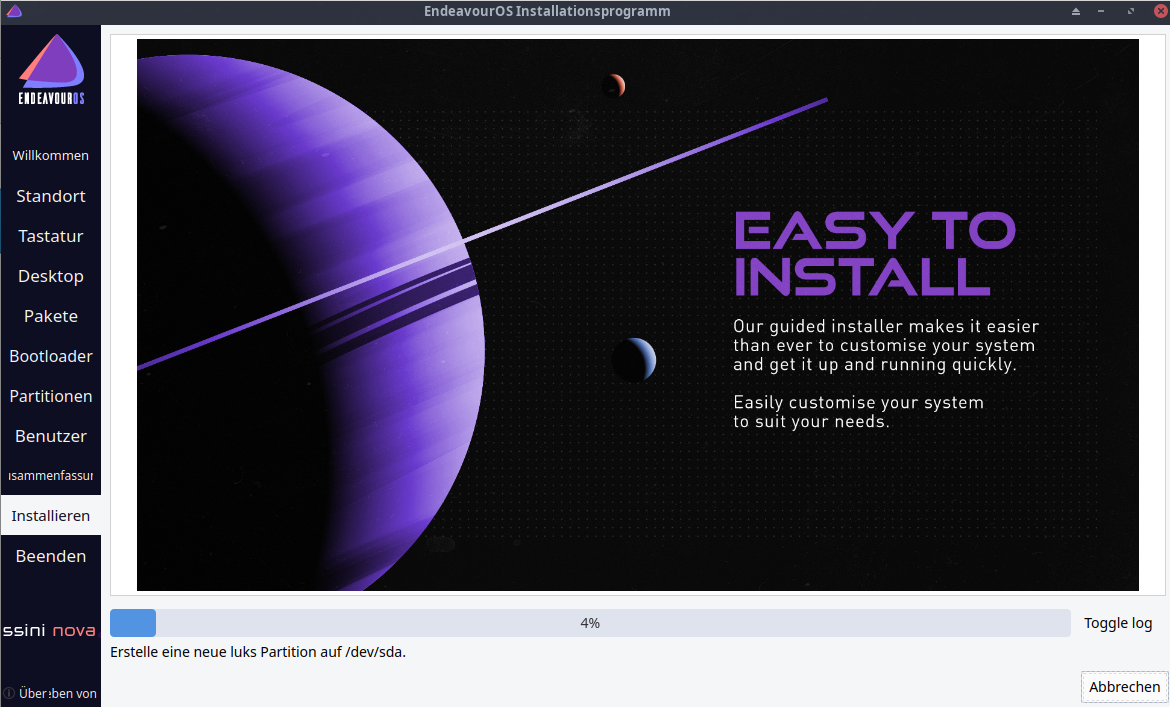 EndeavourOS Installationsprogramm
ENDEAVOUROS
Willkommen
Standort
Tastatur
Desktop
Pakete
Bootloader
Partitionen
Benutzer
usammenfassun
Installieren
Beenden
ssini nova
Über
eben von
EASY TO
INSTALL
Our guided installer makes it easier
than ever to customise your system
and get it up and running quickly.
Easily customise your system
to suit your needs.
4%
Toggle log
Erstelle eine neue luks Partition auf /dev/sda.
Abbrechen